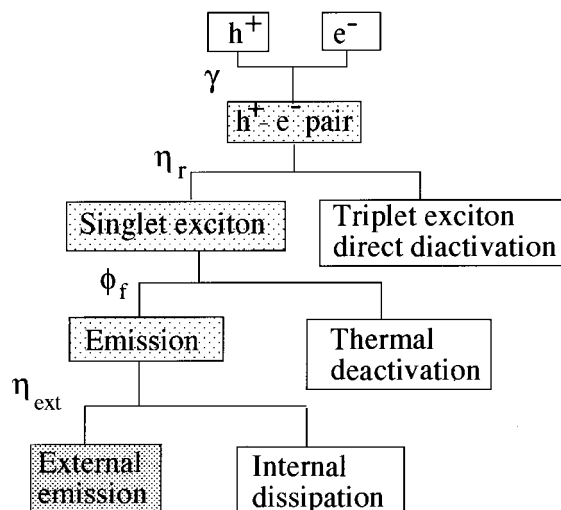 h+ e-
γ
h+ e- pair
ηr
Singlet exciton
Triplet exciton
direct diactivation
ϕf
Emission
Thermal
deactivation
ηext
External
emission
Internal
dissipation